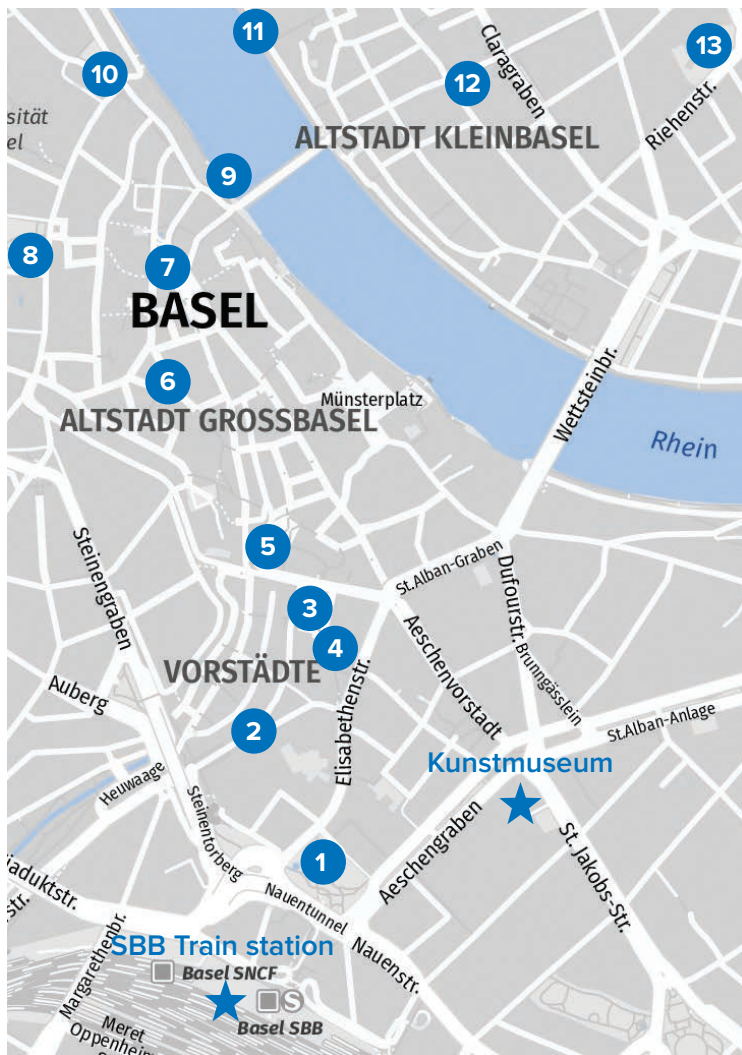 11
13
10
12
Claragraben
sität
el
ALTSTADT KLEINBASEL
Riehenstr.
9
8
7
BASEL
6
Münsterplatz
ALTSTADT GROSSBASEL
Wettsteinbr.
Rhein
5
St.Alban-Graben
Steinengraben
3
Dufourstr.
4
Aeschenvorstadt
Brunngässlein
VORSTÄDTE
Auberg
2
Elisabethenstr.
St.Alban-Anlage
Kunstmuseum
Heuwaage
Steinentorberg
1
Aeschengraben
St. Jakobs-Str.
iaduktstr.
str.
Nauentunnel
Nauenstr.
SBB Train station
Margarethenbr.
Basel SNCF
S
Basel SBB
Meret
Oppenheim